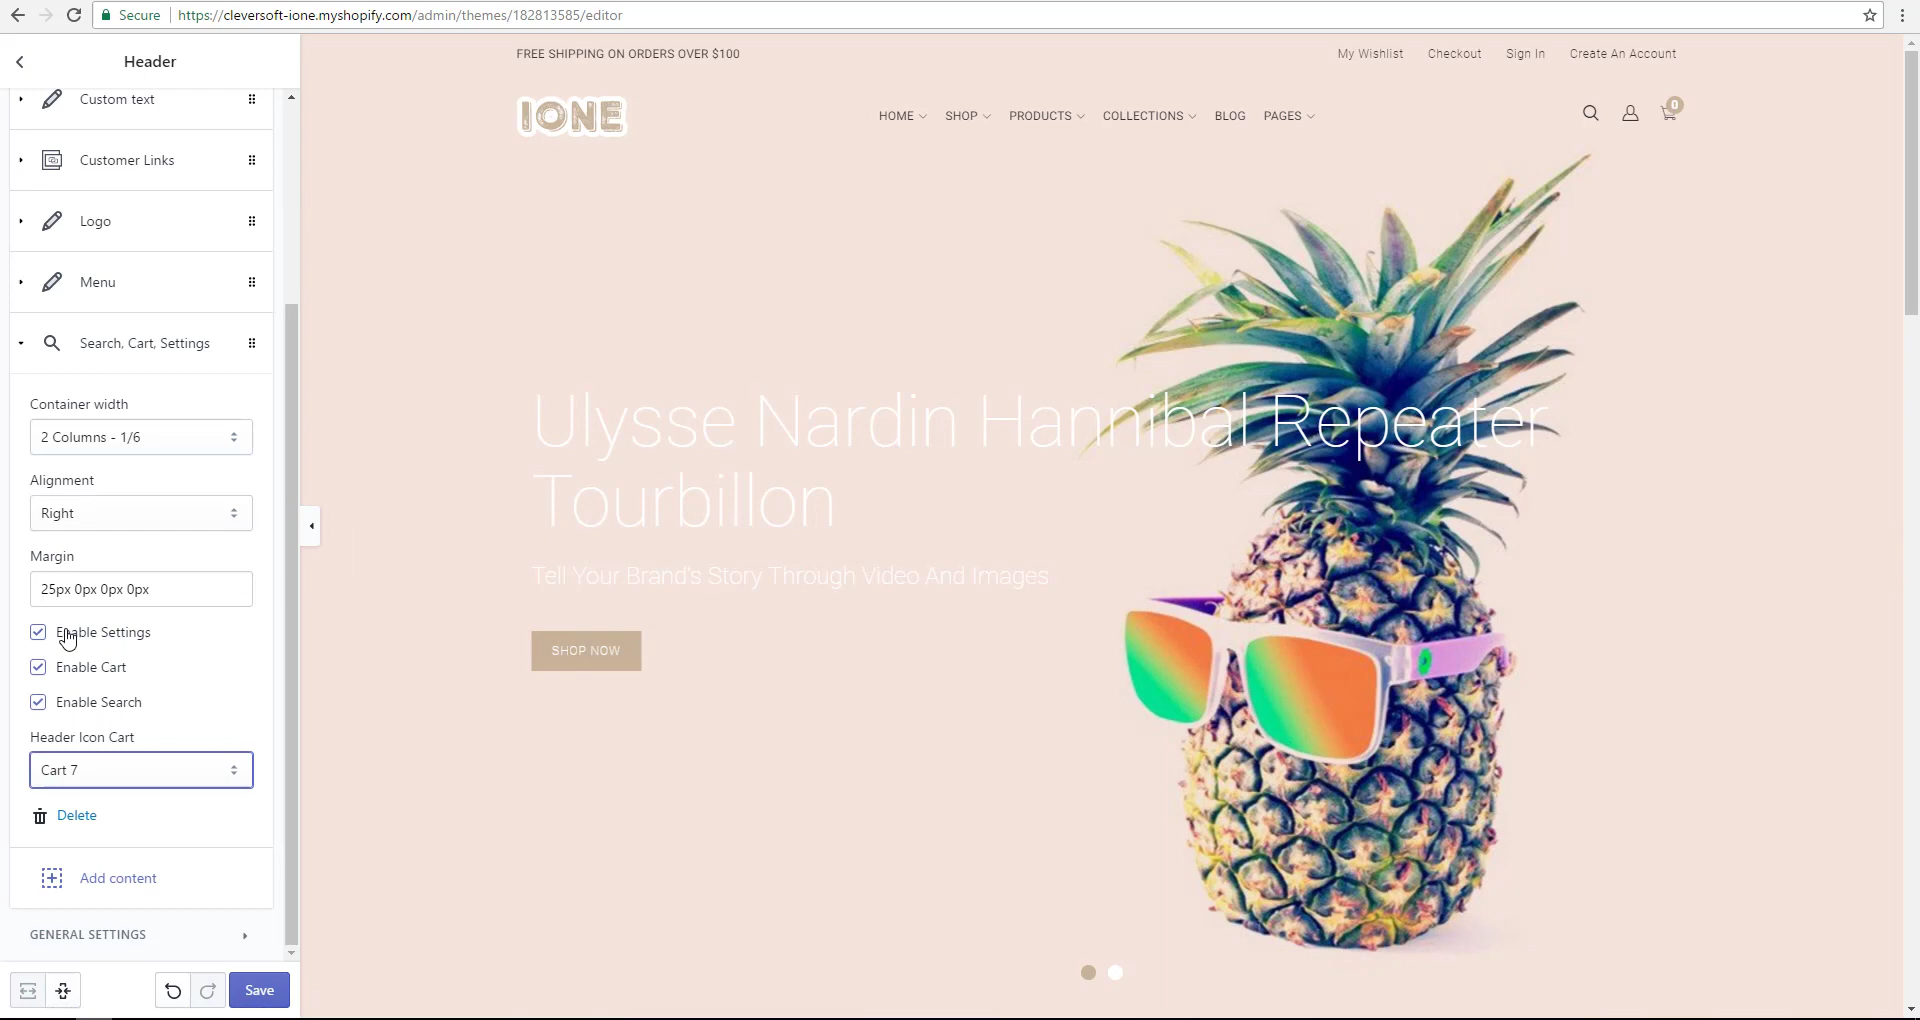 Secure https://cleversoft-ione.myshopify.com/admin/themes/182813585/editor
Header
Custom text
Customer Links
Logo
Menu
Search, Cart, Settings
Container width
2 Columns - 1/6
Alignment
Right
Margin
25px 0px 0px 0px
Enable Settings
Enable Cart
Enable Search
Header Icon Cart
Cart 7
Delete
Add content
GENERAL SETTINGS
Save
FREE SHIPPING ON ORDERS OVER $100
My Wishlist Checkout Sign In Create An Account
IONE
HOME SHOP PRODUCTS COLLECTIONS BLOG PAGES
0
Ulysse Nardin Hannibal Repeater
Tourbillon
Tell Your Brand's Story Through Video And Images
SHOP NOW